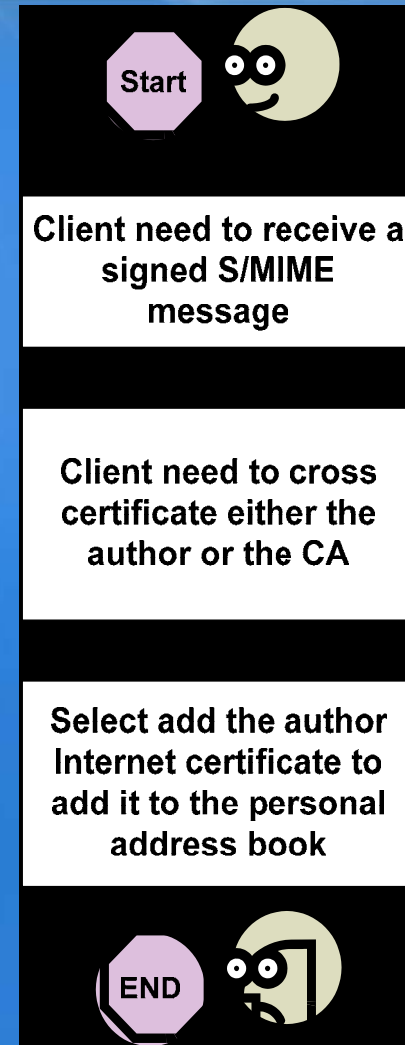 Start
Client need to receive a
signed S/MIME
message
Client need to cross
certificate either the
author or the CA
Select add the author
Internet certificate to
add it to the personal
address book
END